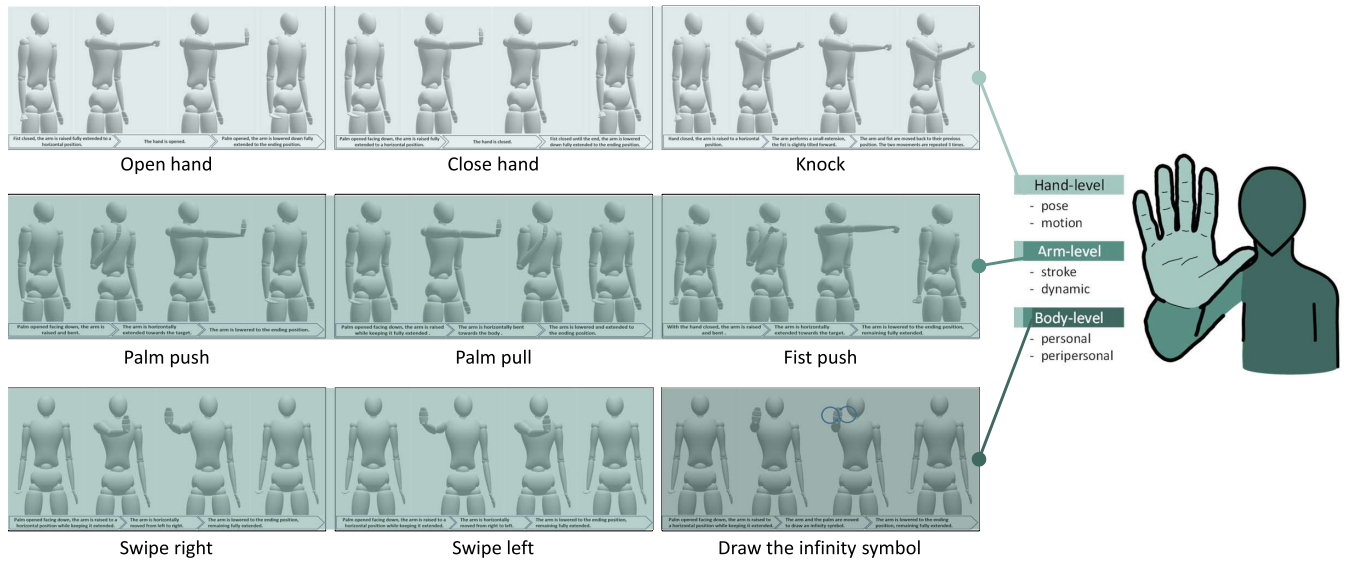 Fist closed, the arm is raised fully extended to a
horizontal position.
The hand is opened.
Palm opened, the arm is lowered down fully
extended to the ending position.
Open hand
Palm opened facing down, the arm is raised fully
extended to a horizontal position.
The hand is closed.
Fist closed until the end, the arm is lowered
down fully extended to the ending position.
Close hand
Hand closed, the arm is raised to a horizontal
position.
The arm performs a small extension,
the fist is slightly tilted forward.
The arm and fist are moved back to their previous
position. The two movements are repeated 3 times.
Knock
Palm opened facing down, the arm is
raised and bent.
The arm is horizontally
extended towards the target.
The arm is lowered to the ending position.
Palm push
Palm opened facing down, the arm is raised
while keeping it fully extended .
The arm is horizontally bent
towards the body .
The arm is lowered and extended to
the ending position.
Palm pull
With the hand closed, the arm is raised
and bent .
The arm is horizontally
extended towards the target.
The arm is lowered to the ending position,
remaining fully extended.
Fist push
Palm opened facing down, the arm is raised to a
horizontal position while keeping it extended.
The arm is horizontally
moved from left to right.
The arm is lowered to the ending position,
remaining fully extended.
Swipe right
Palm opened facing down, the arm is raised to a
horizontal position while keeping it extended.
The arm is horizontally
moved from right to left.
The arm is lowered to the ending position,
remaining fully extended.
Swipe left
Palm opened facing down, the arm is raised to
a horizontal position while keeping it extended.
The arm and the palm are moved
to draw an infinity symbol.
The arm is lowered to the ending
position, remaining fully extended.
Draw the infinity symbol
Hand-level
- pose
- motion
Arm-level
- stroke
- dynamic
Body-level
- personal
- peripersonal